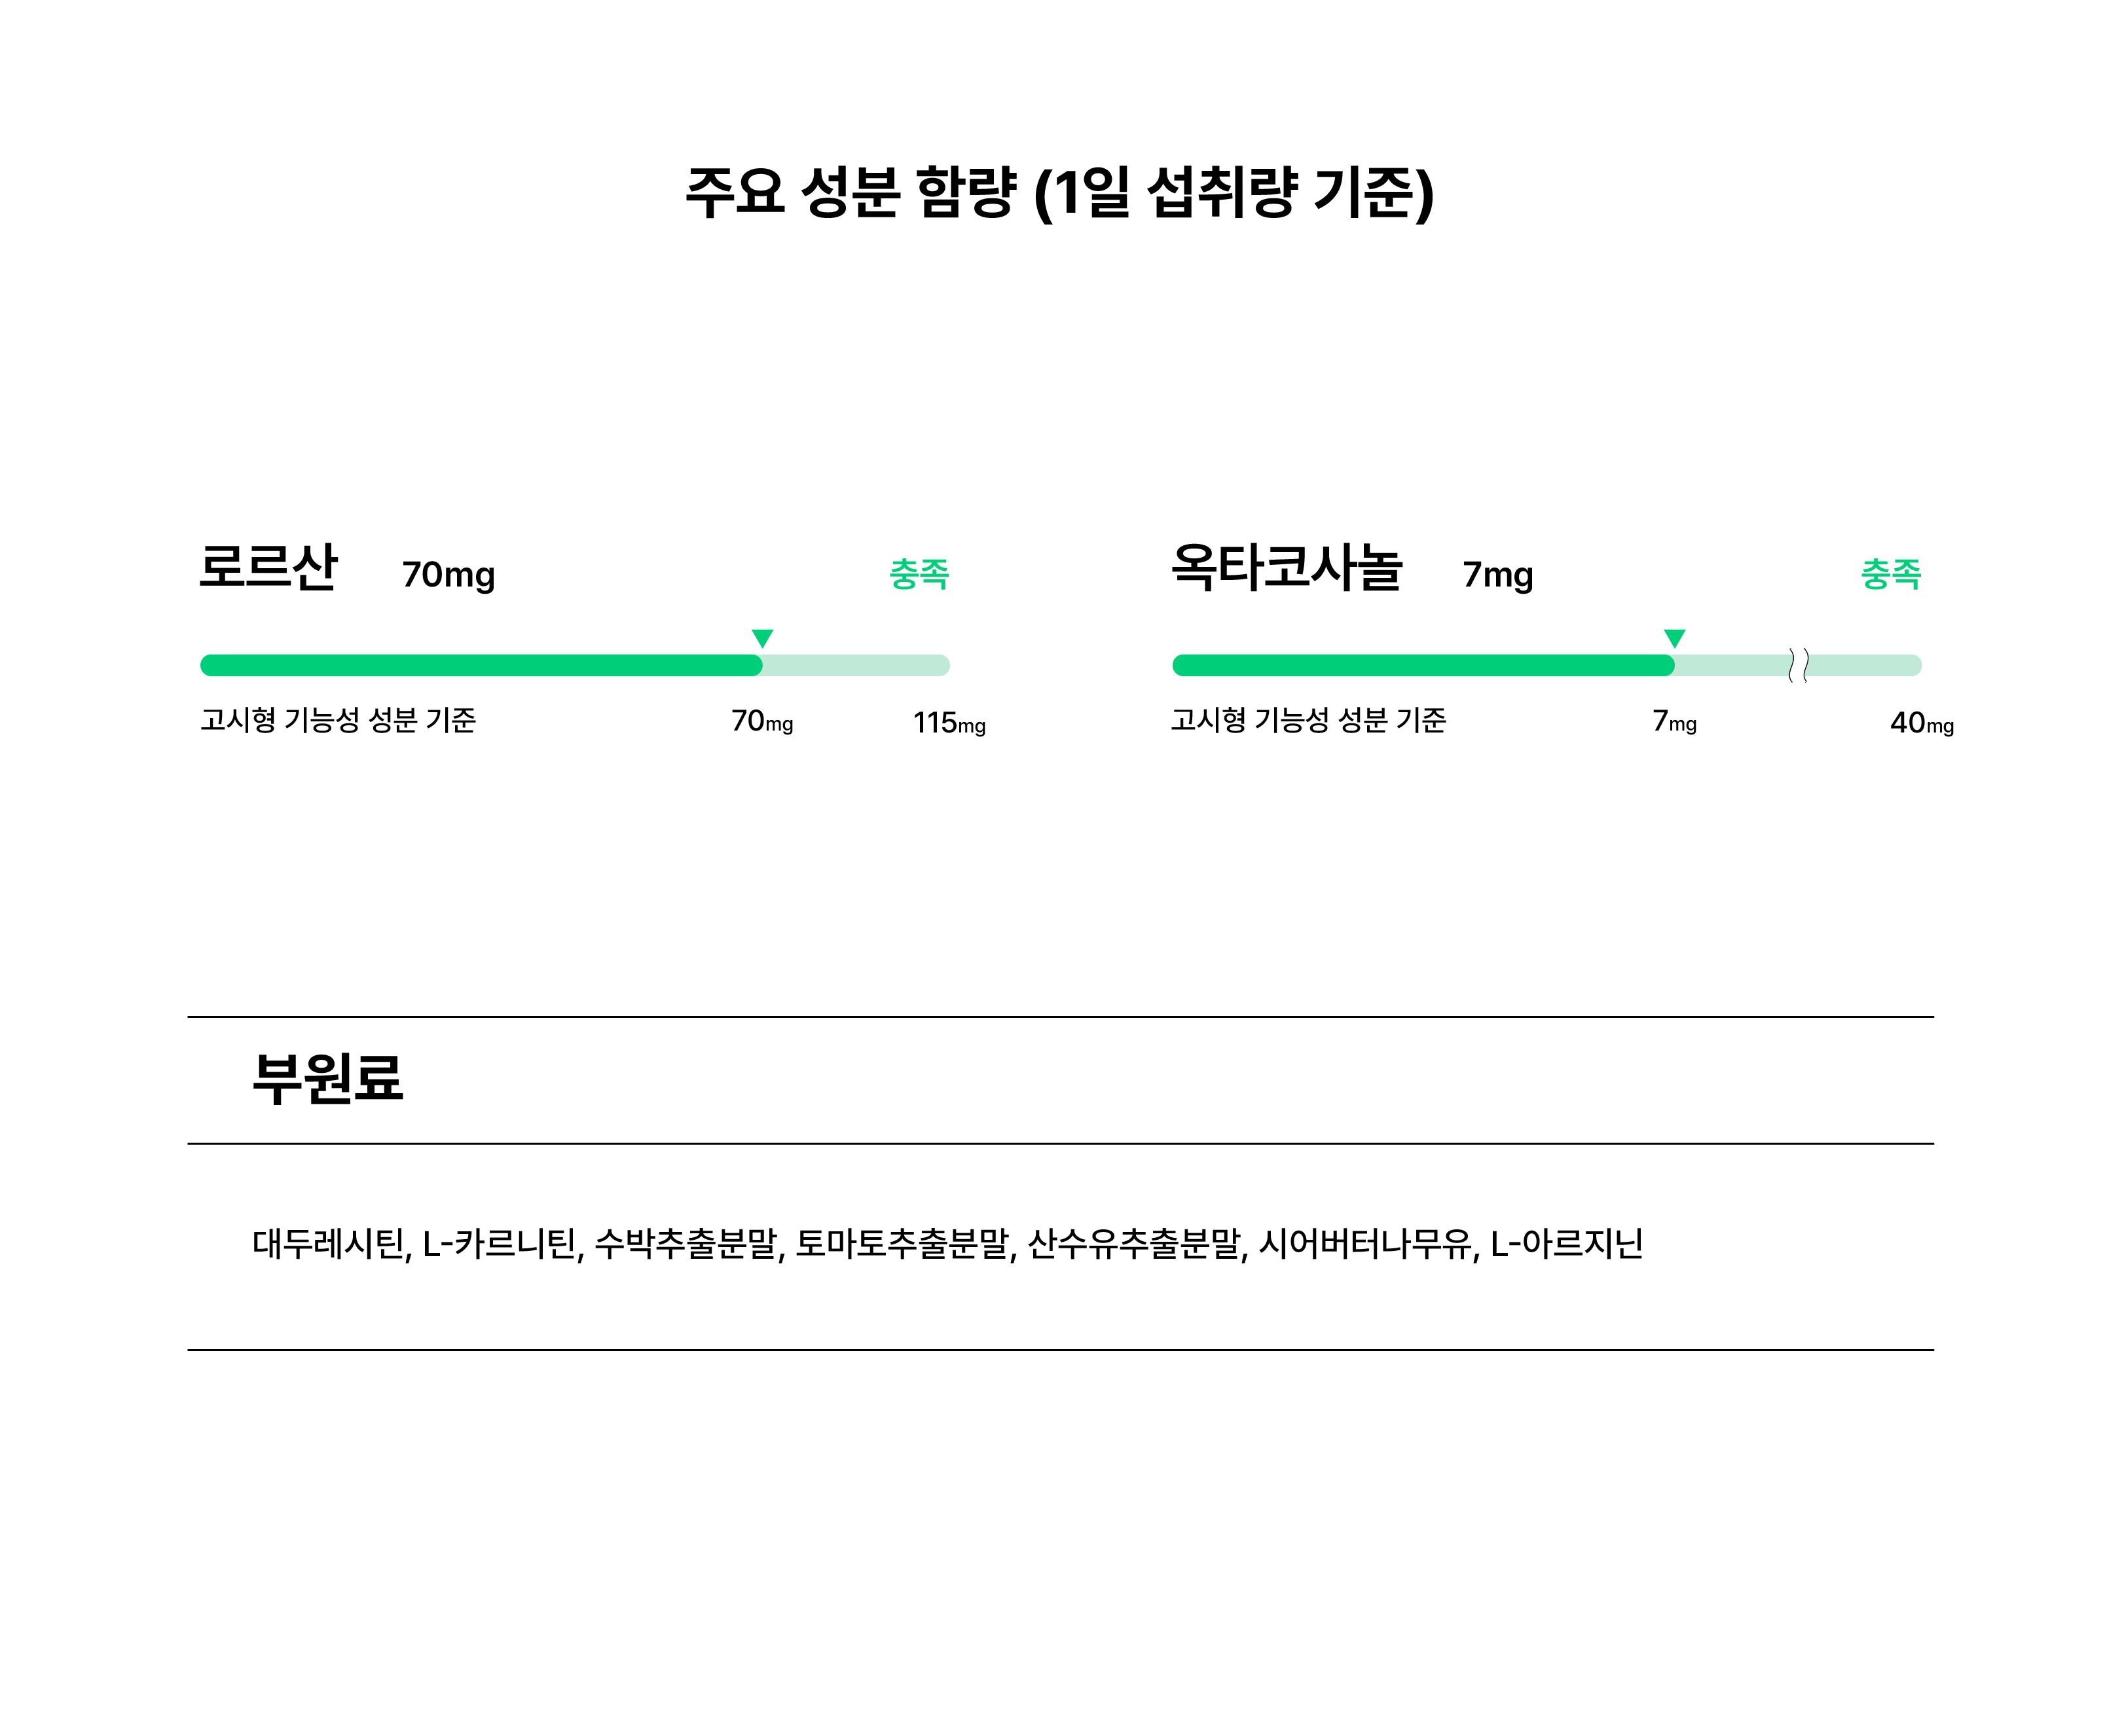 주요 성분 함량 (1일 섭취량 기준)
로르산 70mg 충족
고시형 기능성 성분 기준 70mg 115mg
옥타코사놀 7mg 충족
고시형 기능성 성분 기준 7mg 40mg
부원료
대두레시틴, L-카르니틴, 수박추출분말, 토마토추출분말, 산수유추출분말, 시어버터나무유, L-아르지닌